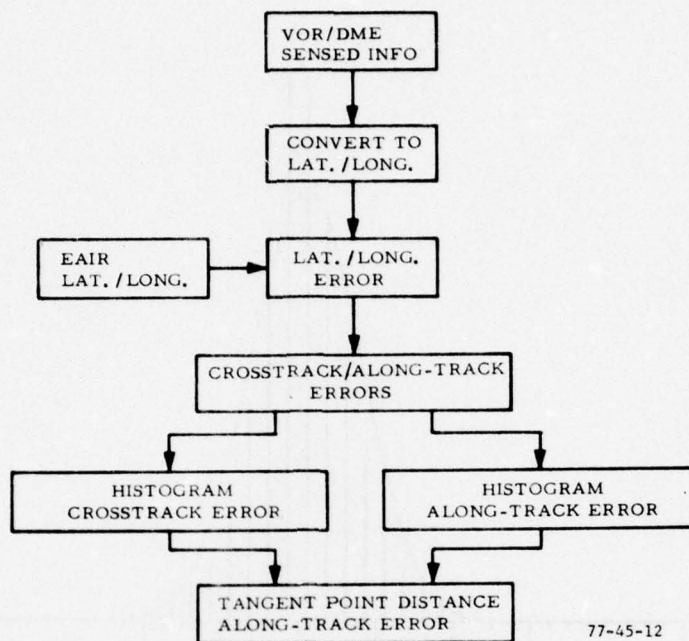 VOR/DME
SENSED INFO
CONVERT TO
LAT./LONG.
EAIR
LAT./LONG.
LAT./LONG.
ERROR
CROSSTRACK/ALONG-TRACK
ERRORS
HISTOGRAM
CROSSTRACK ERROR
HISTOGRAM
ALONG-TRACK ERROR
TANGENT POINT DISTANCE
ALONG-TRACK ERROR
77-45-12